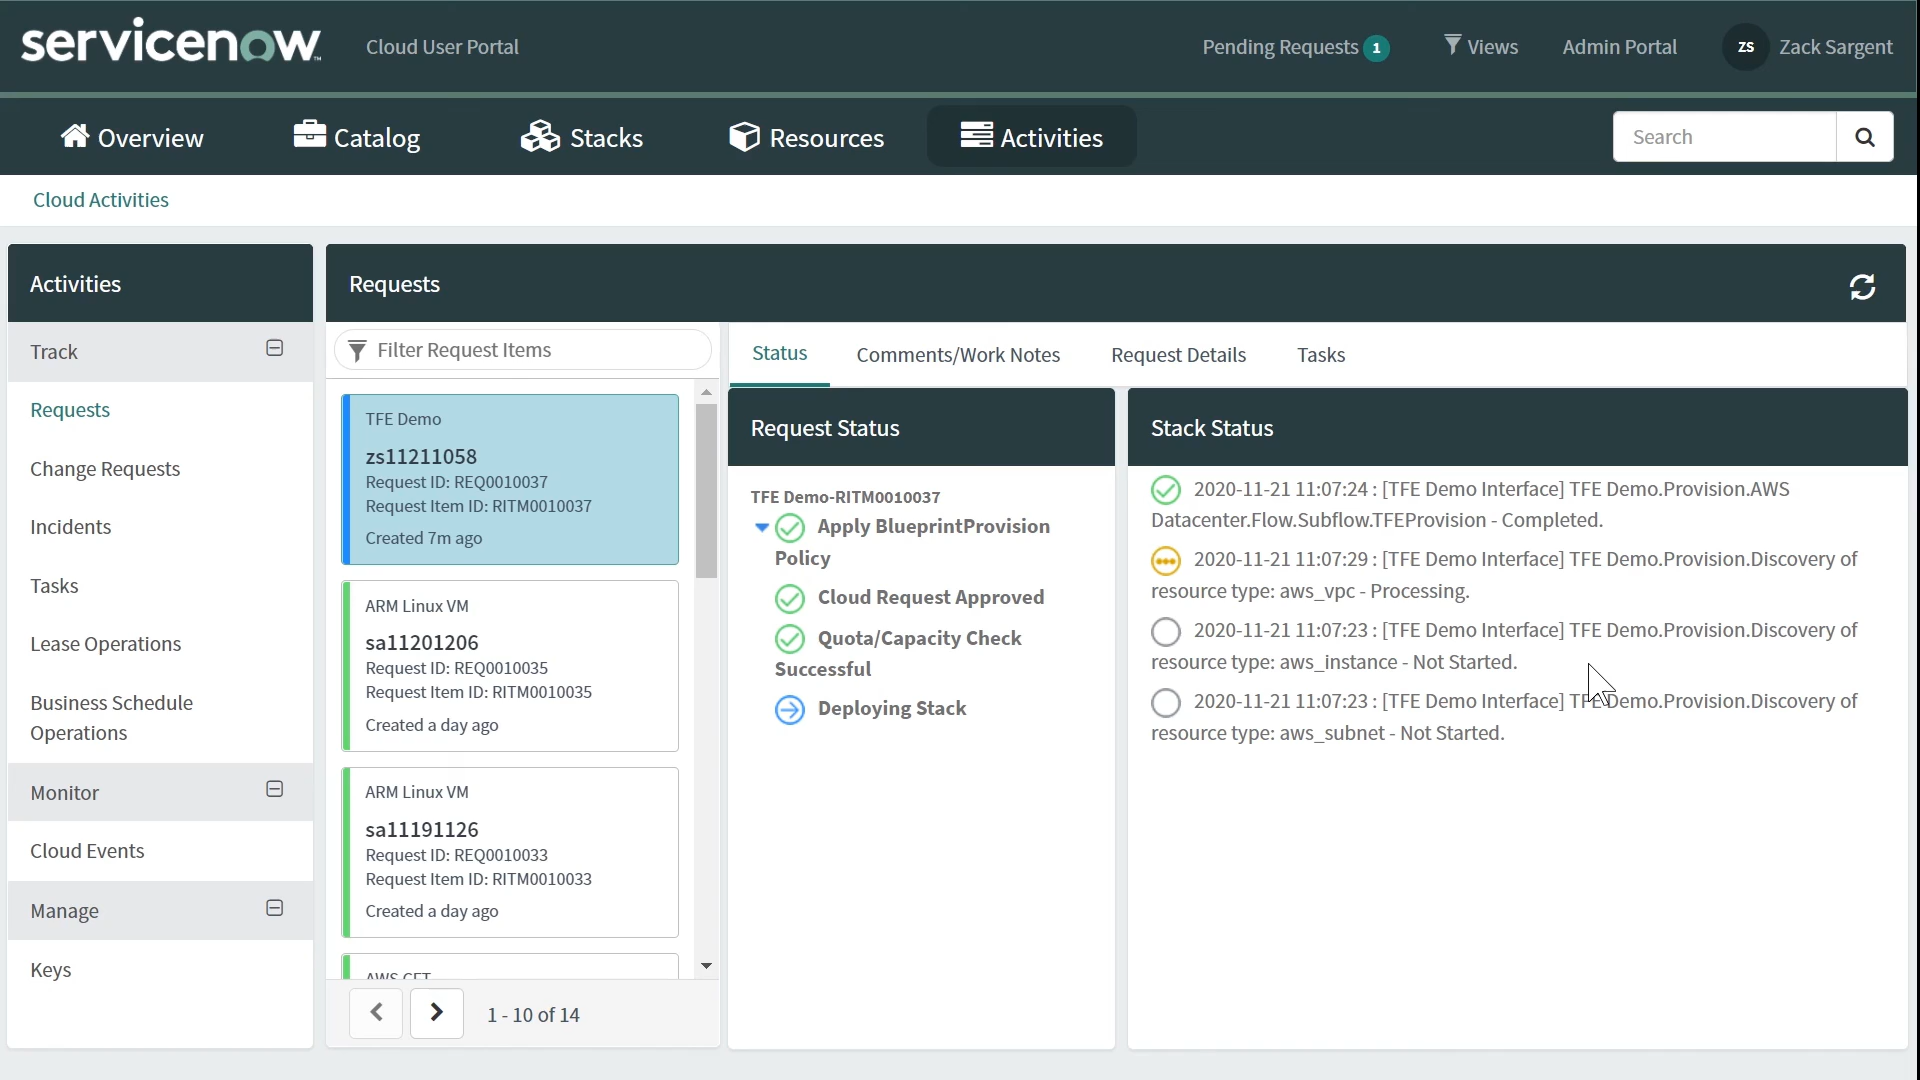 servicenow™
Cloud User Portal
Pending Requests 1
Views
Admin Portal
ZS
Zack Sargent
Overview
Catalog
Stacks
Resources
Activities
Search
Cloud Activities
Activities
Track
Requests
Change Requests
Incidents
Tasks
Lease Operations
Business Schedule
Operations
Monitor
Cloud Events
Manage
Keys
Requests
Filter Request Items
TFE Demo
zs11211058
Request ID: REQ0010037
Request Item ID: RITM0010037
Created 7m ago
ARM Linux VM
sa11201206
Request ID: REQ0010035
Request Item ID: RITM0010035
Created a day ago
ARM Linux VM
sa11191126
Request ID: REQ0010033
Request Item ID: RITM0010033
Created a day ago
AWS CFT
1 - 10 of 14
Status
Comments/Work Notes
Request Details
Tasks
Request Status
TFE Demo-RITM0010037
Apply BlueprintProvision
Policy
Cloud Request Approved
Quota/Capacity Check
Successful
Deploying Stack
Stack Status
2020-11-21 11:07:24 : [TFE Demo Interface] TFE Demo.Provision.AWS
Datacenter.Flow.Subflow.TFEProvision - Completed.
2020-11-21 11:07:29 : [TFE Demo Interface] TFE Demo.Provision.Discovery of
resource type: aws_vpc - Processing.
2020-11-21 11:07:23 : [TFE Demo Interface] TFE Demo.Provision.Discovery of
resource type: aws_instance - Not Started.
2020-11-21 11:07:23 : [TFE Demo Interface] TFE Demo.Provision.Discovery of
resource type: aws_subnet - Not Started.